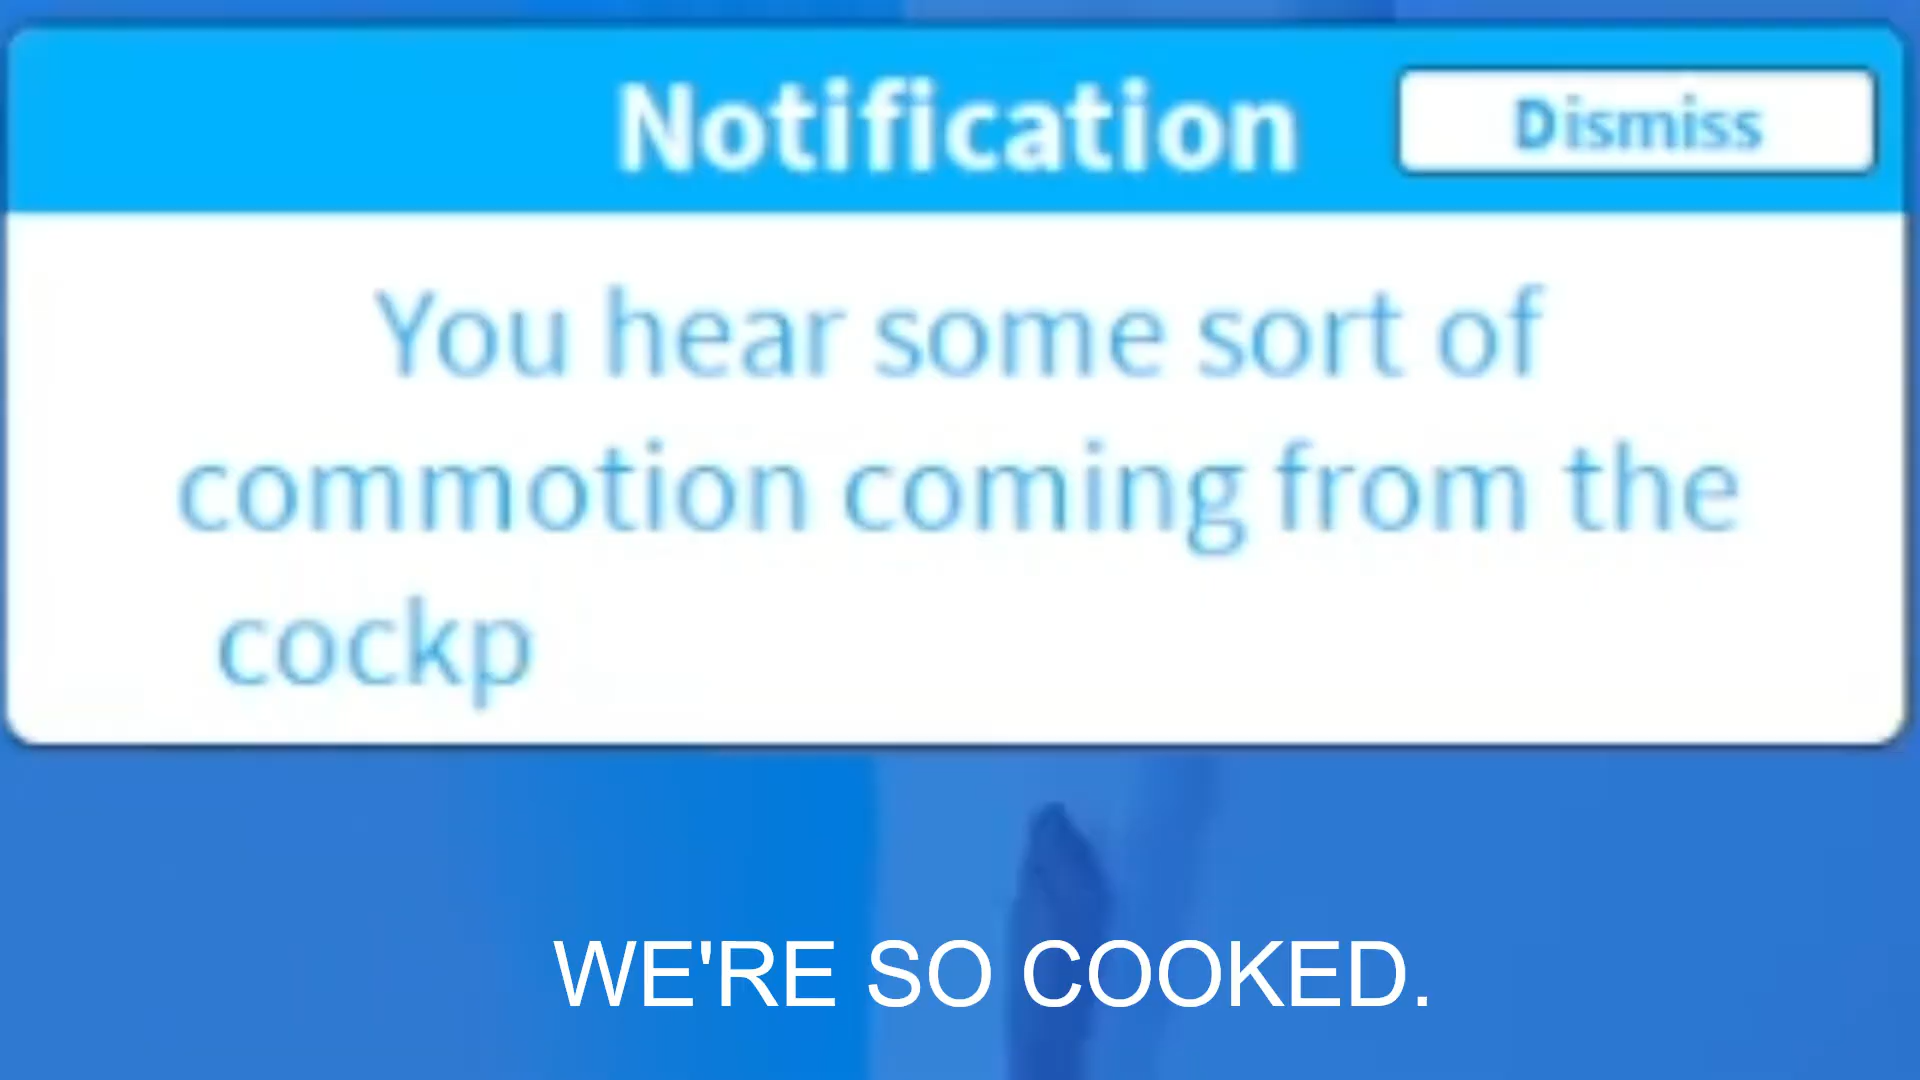 Notification
Dismiss
You hear some sort of
commotion coming from the
cockp
WE'RE SO COOKED.